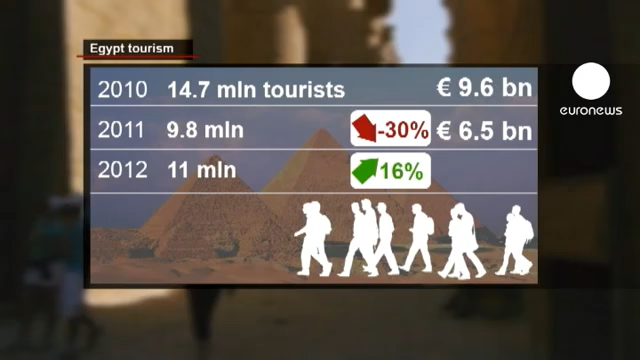 Egypt tourism
2010 14.7 mln tourists € 9.6 bn
2011 9.8 mln -30% € 6.5 bn
2012 11 mln 16%
euronews